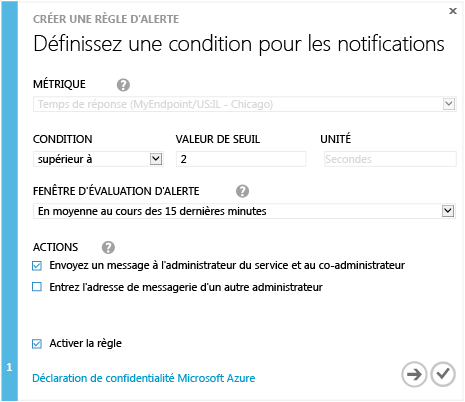 CRÉER UNE RÈGLE D'ALERTE
Définissez une condition pour les notifications
MÉTRIQUE ?
Temps de réponse (MyEndpoint/US:IL - Chicago)
CONDITION VALEUR DE SEUIL UNITÉ
supérieur à 2 Secondes
FENÊTRE D'ÉVALUATION D'ALERTE ?
En moyenne au cours des 15 dernières minutes
ACTIONS ?
Envoyez un message à l'administrateur du service et au co-administrateur
Entrez l'adresse de messagerie d'un autre administrateur
Activer la règle
1
Déclaration de confidentialité Microsoft Azure